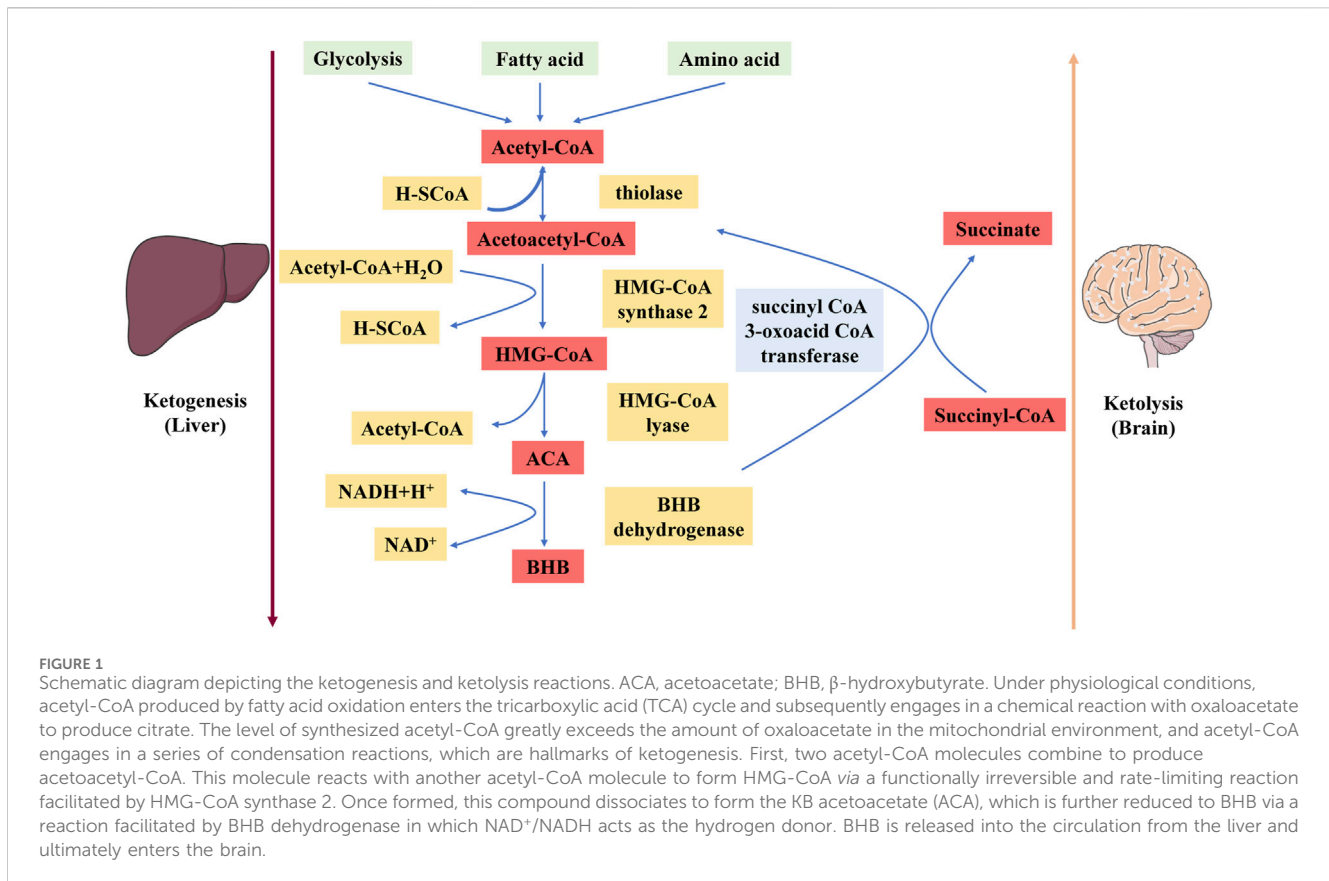 Glycolysis
Fatty acid
Amino acid
Acetyl-CoA
H-SCoA
thiolase
Acetoacetyl-CoA
Succinate
Acetyl-CoA+H₂O
HMG-CoA
synthase 2
succinyl CoA
3-oxoacid CoA
transferase
H-SCoA
HMG-CoA
Ketogenesis
(Liver)
HMG-CoA
lyase
Succinyl-CoA
Ketolysis
(Brain)
Acetyl-CoA
ACA
NADH+H⁺
BHB
dehydrogenase
NAD⁺
BHB
FIGURE 1
Schematic diagram depicting the ketogenesis and ketolysis reactions. ACA, acetoacetate; BHB, β-hydroxybutyrate. Under physiological conditions,
acetyl-CoA produced by fatty acid oxidation enters the tricarboxylic acid (TCA) cycle and subsequently engages in a chemical reaction with oxaloacetate
to produce citrate. The level of synthesized acetyl-CoA greatly exceeds the amount of oxaloacetate in the mitochondrial environment, and acetyl-CoA
engages in a series of condensation reactions, which are hallmarks of ketogenesis. First, two acetyl-CoA molecules combine to produce
acetoacetyl-CoA. This molecule reacts with another acetyl-CoA molecule to form HMG-CoA via a functionally irreversible and rate-limiting reaction
facilitated by HMG-CoA synthase 2. Once formed, this compound dissociates to form the KB acetoacetate (ACA), which is further reduced to BHB via a
reaction facilitated by BHB dehydrogenase in which NAD⁺/NADH acts as the hydrogen donor. BHB is released into the circulation from the liver and
ultimately enters the brain.